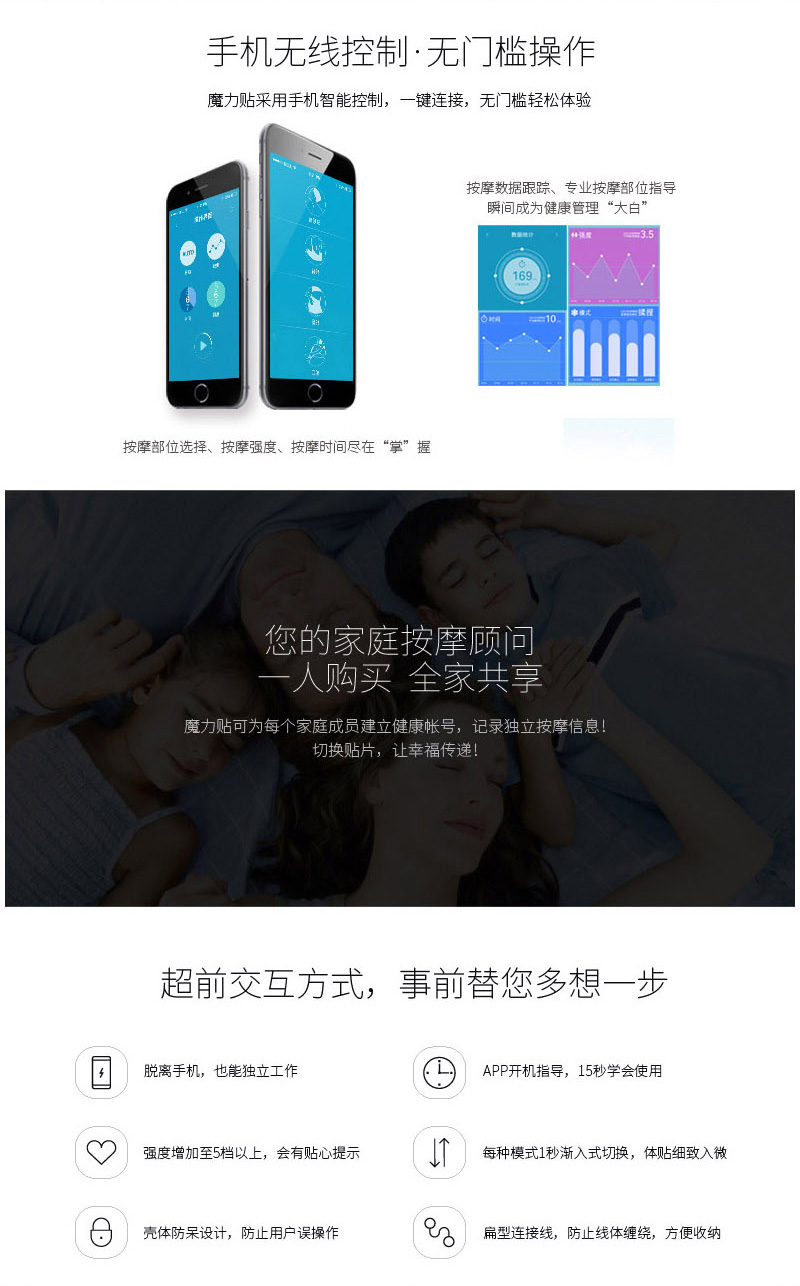 手机无线控制·无门槛操作
魔力贴采用手机智能控制，一键连接，无门槛轻松体验
按摩数据跟踪、专业按摩部位指导
瞬间成为健康管理“大白”
数据统计
169
强度
3.5
时间
10
模式
揉捏
AUTO
按摩部位选择、按摩强度、按摩时间尽在“掌”握
您的家庭按摩顾问
一人购买 全家共享
魔力贴可为每个家庭成员建立健康帐号，记录独立按摩信息！
切换贴片，让幸福传递！
超前交互方式，事前替您多想一步
脱离手机，也能独立工作
APP开机指导，15秒学会使用
强度增加至5档以上，会有贴心提示
每种模式1秒渐入式切换，体贴细致入微
壳体防呆设计，防止用户误操作
扁型连接线，防止线体缠绕，方便收纳